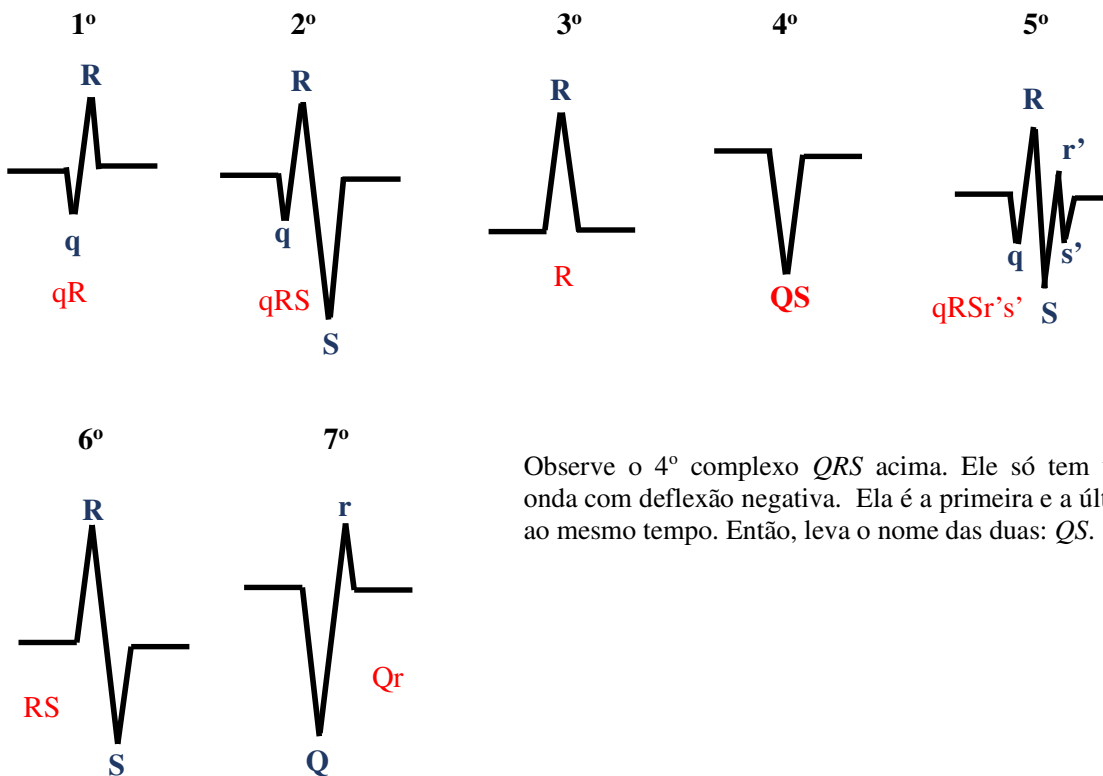 1º 2º 3º 4º 5º
R R R R
r’
q q q s’
qR qRS R QS qRSr’s’ S
S
6º 7º
Observe o 4º complexo QRS acima. Ele só tem
R r onda com deflexão negativa. Ela é a primeira e a
ao mesmo tempo. Então, leva o nome das duas: QS.
RS Qr
S Q